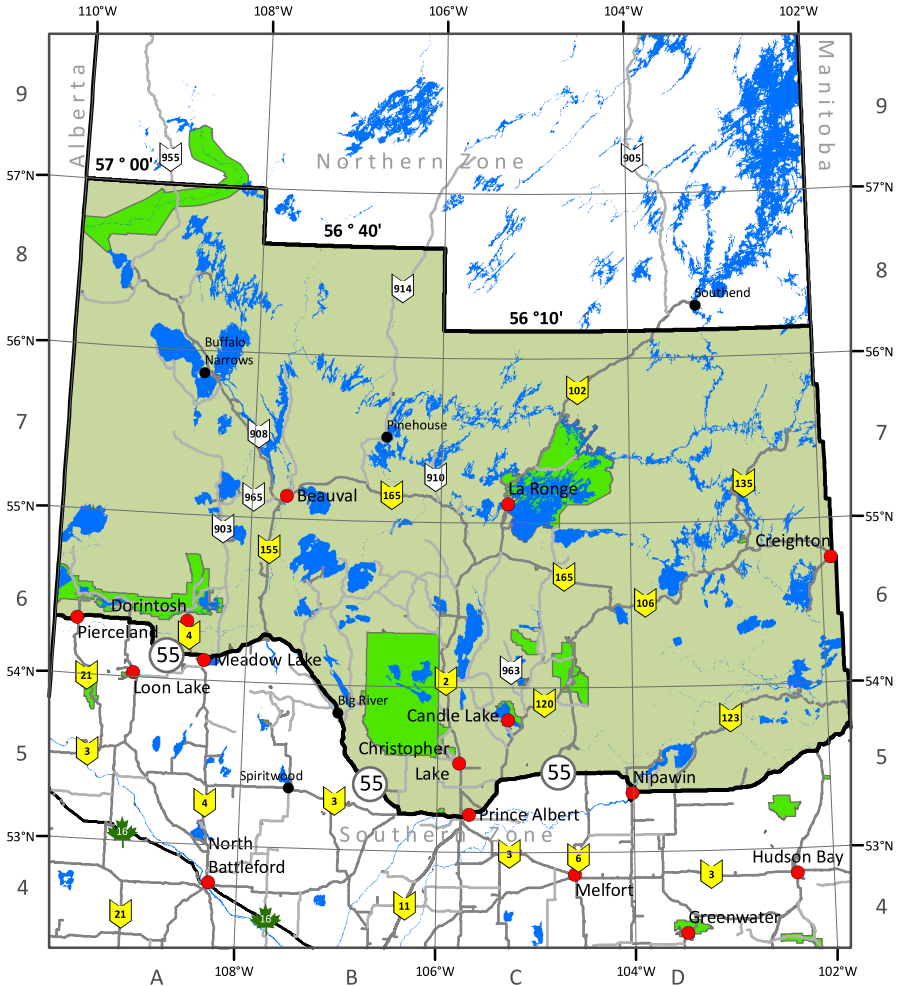 110°W 108°W 106°W 104°W 102°W
9 9
Alberta
Manitoba
Northern Zone
955 905
57 ° 00'
57°N 57°N
56 ° 40'
8 8
914
Southend
56 °10'
56°N 56°N
Buffalo
Narrows
102
7 7
Pinehouse
908
910
135
965 Beauval 165 La Ronge
55°N 55°N
903
155
Creighton
165
6 6
106
Dorintosh
Pierceland
4
55
Meadow Lake
54°N 54°N
21
Loon Lake
963
2
120
Big River
Candle Lake
123
5 5
3
Christopher
Lake
55
55
Spiritwood
Nipawin
4
3
Prince Albert
Southern Zone
53°N 53°N
16
North
Battleford
3
6
3
Hudson Bay
Melfort
4 4
21
16
11
Greenwater
108°W 106°W 104°W 102°W
A B C D